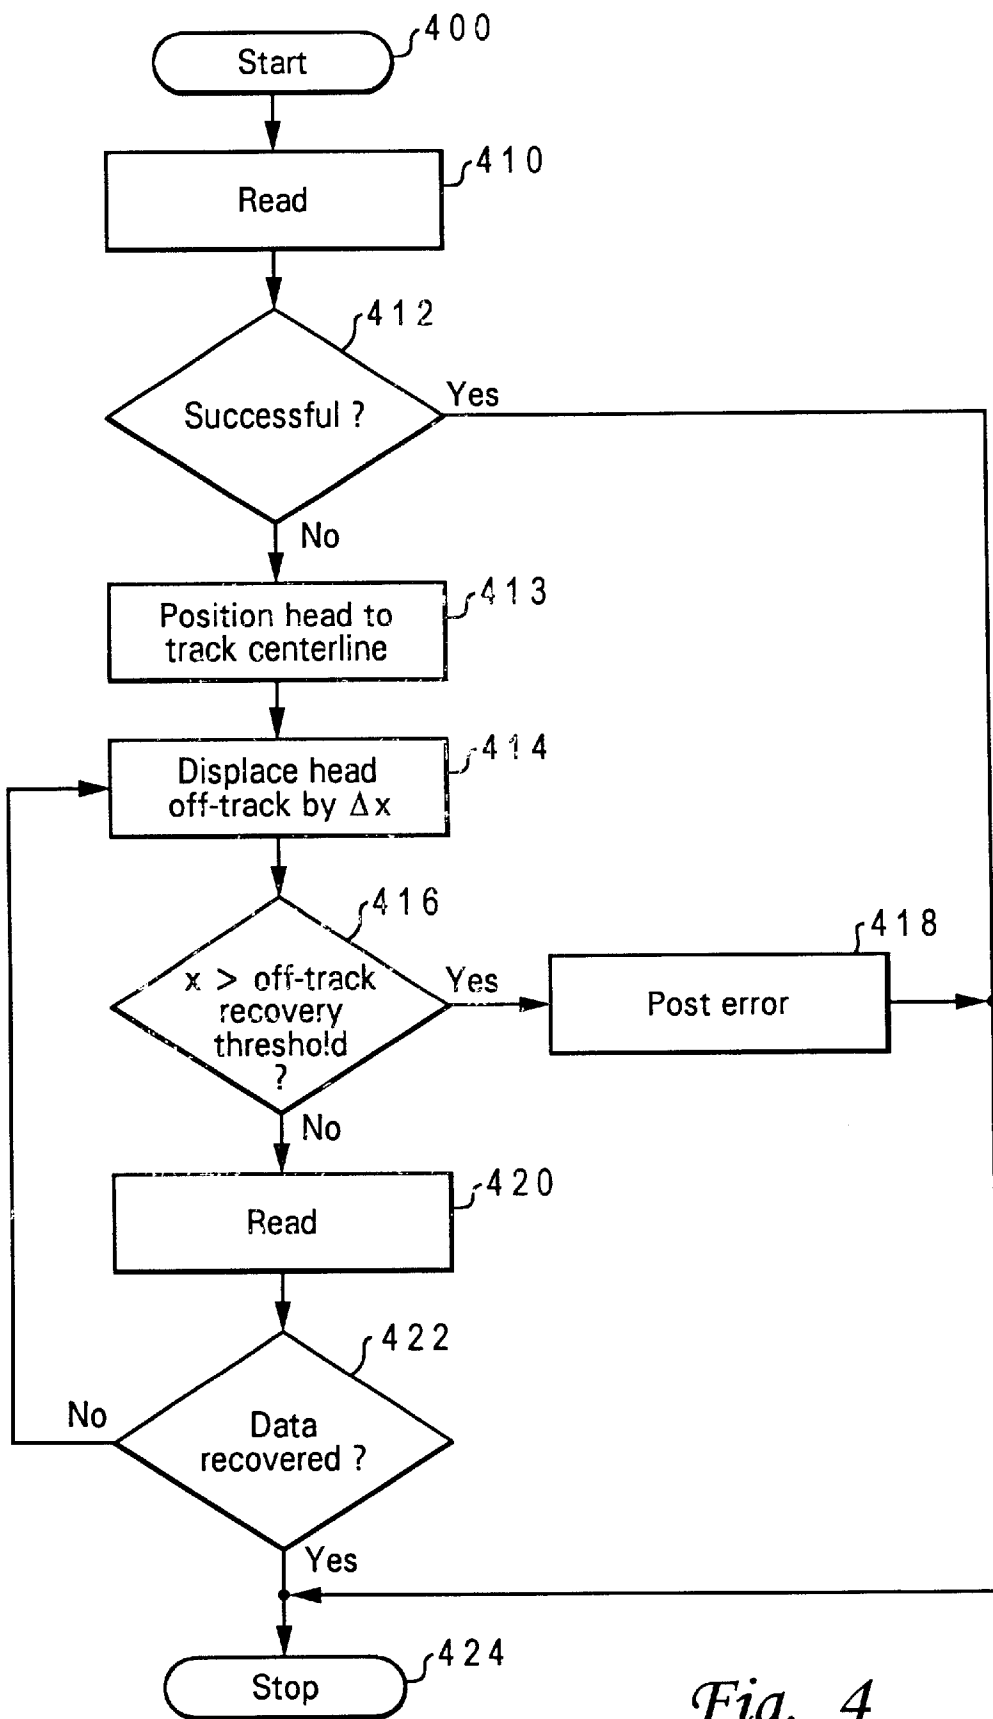 400
Start
410
Read
412
Successful ?
Yes
No
413
Position head to
track centerline
414
Displace head
off-track by Δx
416
x > off-track
recovery
threshold
?
Yes
418
Post error
No
420
Read
422
Data
recovered ?
No
Yes
424
Stop
Fig. 4